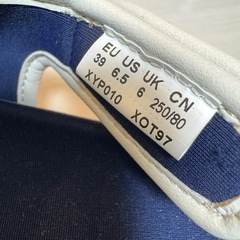 EU US UK CN
39 6.5 6 250/80
XYP010 XOT97